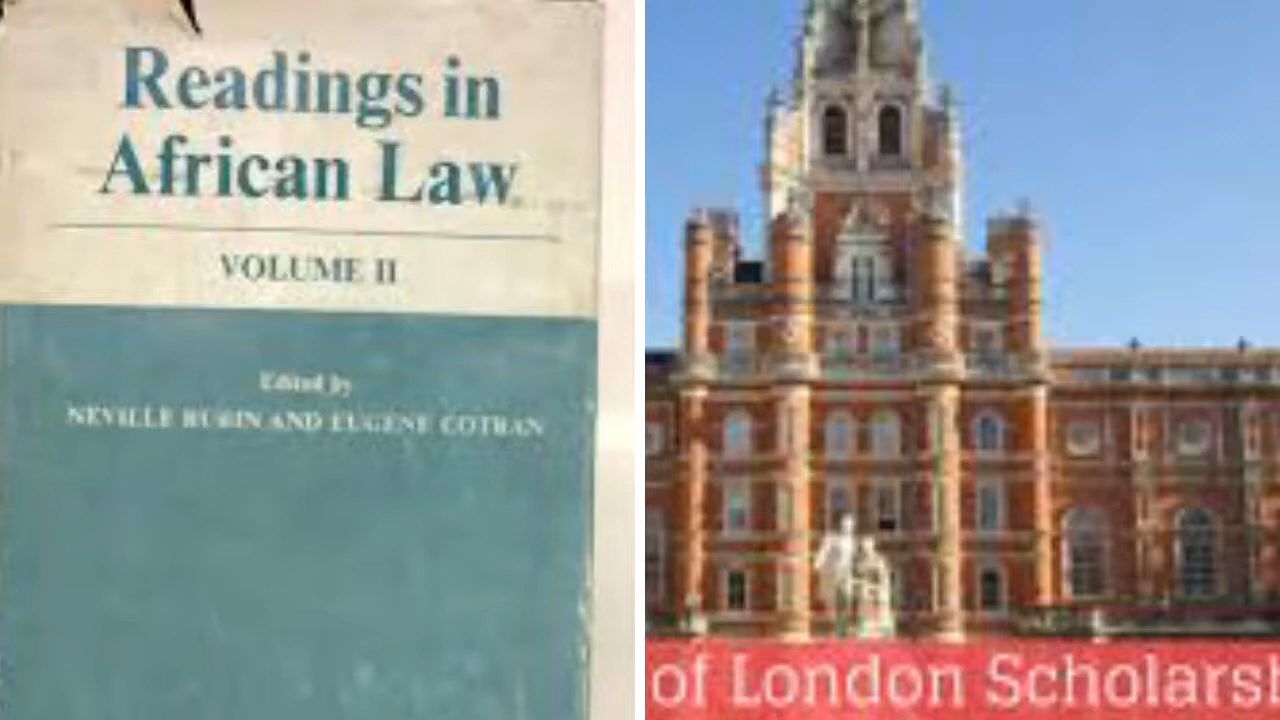 Readings in
African Law
VOLUME II
Edited by
NEVILLE RUBIN AND EUGENE COTRAN
of London Scholarsh